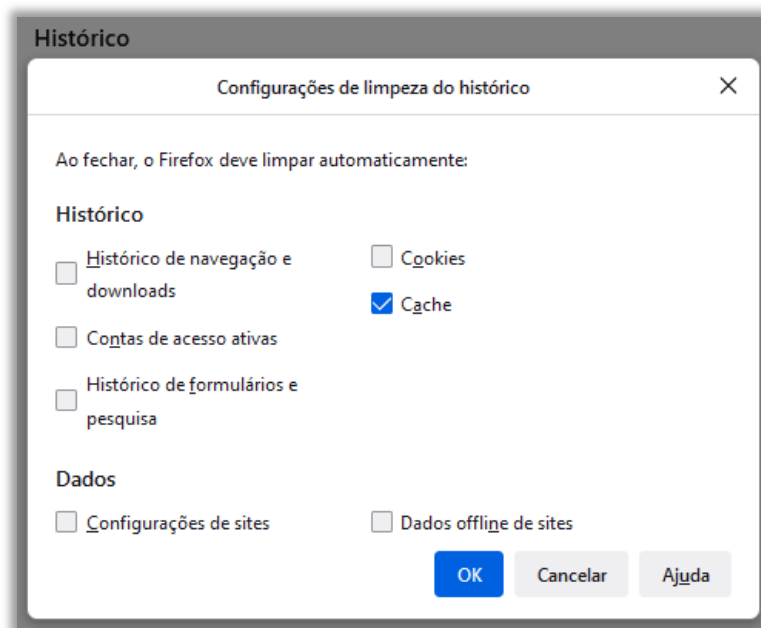 Histórico
Configurações de limpeza do histórico
Ao fechar, o Firefox deve limpar automaticamente:
Histórico
Histórico de navegação e
downloads
Cookies
Cache
Contas de acesso ativas
Histórico de formulários e
pesquisa
Dados
Configurações de sites
Dados offline de sites
OK
Cancelar
Ajuda